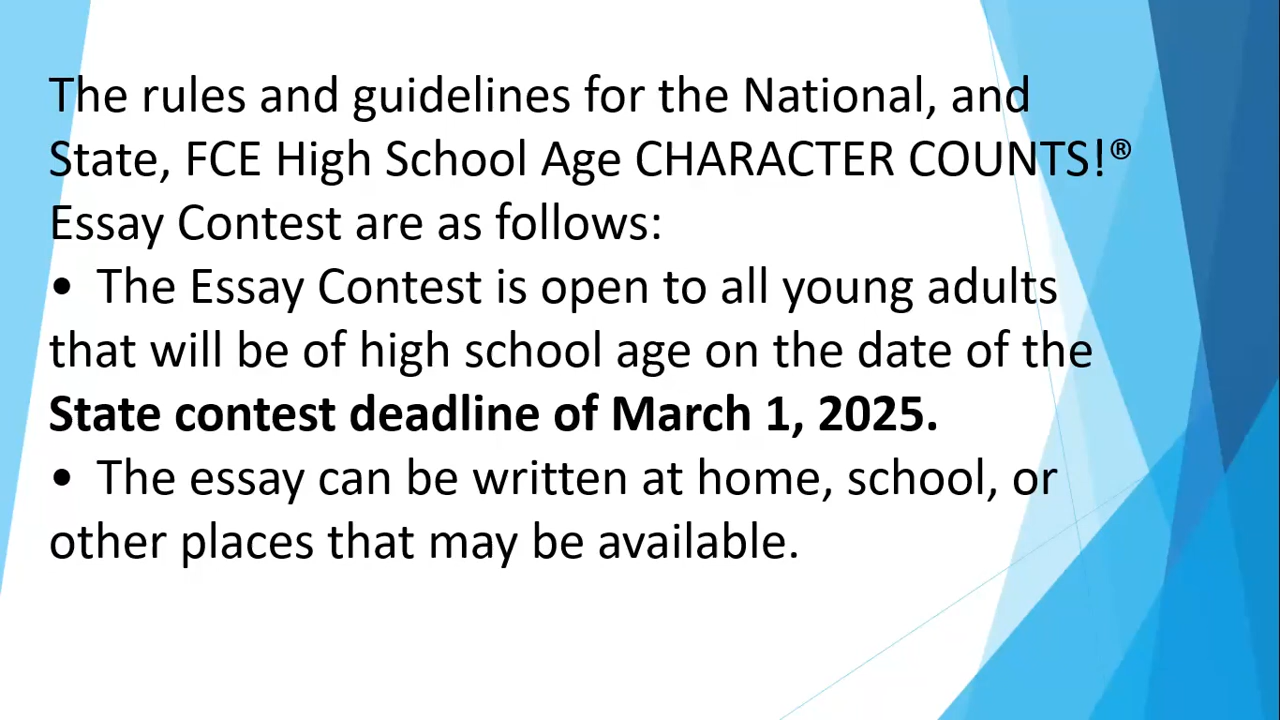 The rules and guidelines for the National, and
State, FCE High School Age CHARACTER COUNTS!®
Essay Contest are as follows:
• The Essay Contest is open to all young adults
that will be of high school age on the date of the
State contest deadline of March 1, 2025.
• The essay can be written at home, school, or
other places that may be available.